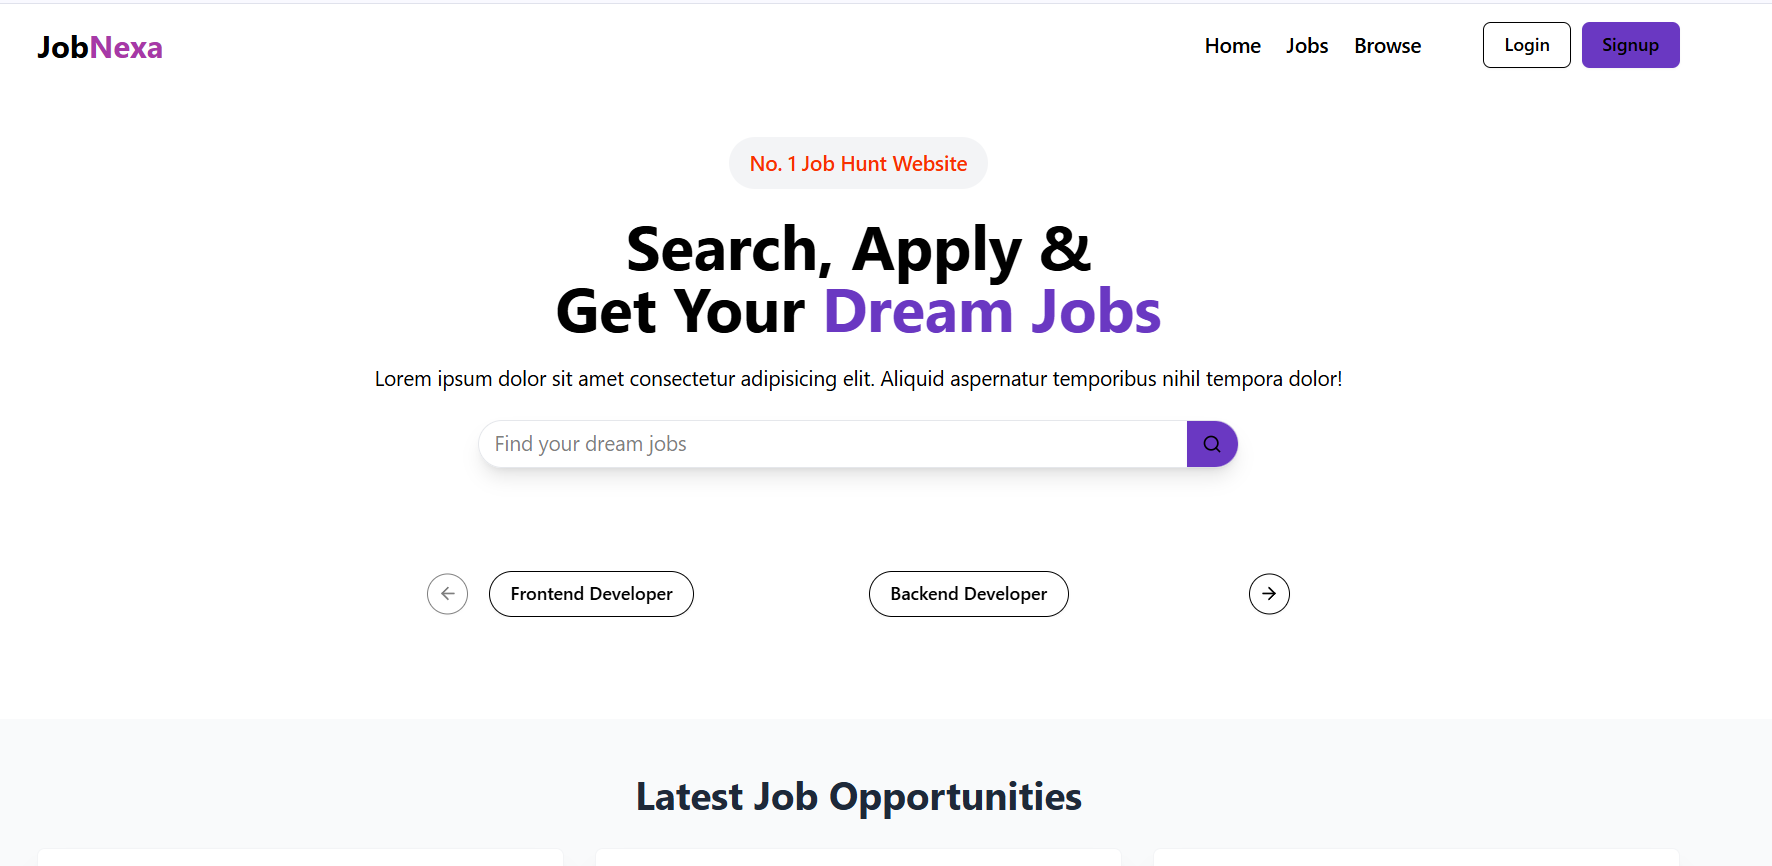 JobNexa
Home Jobs Browse Login Signup
No. 1 Job Hunt Website
Search, Apply &
Get Your Dream Jobs
Lorem ipsum dolor sit amet consectetur adipisicing elit. Aliquid aspernatur temporibus nihil tempora dolor!
Find your dream jobs
Frontend Developer
Backend Developer
Latest Job Opportunities